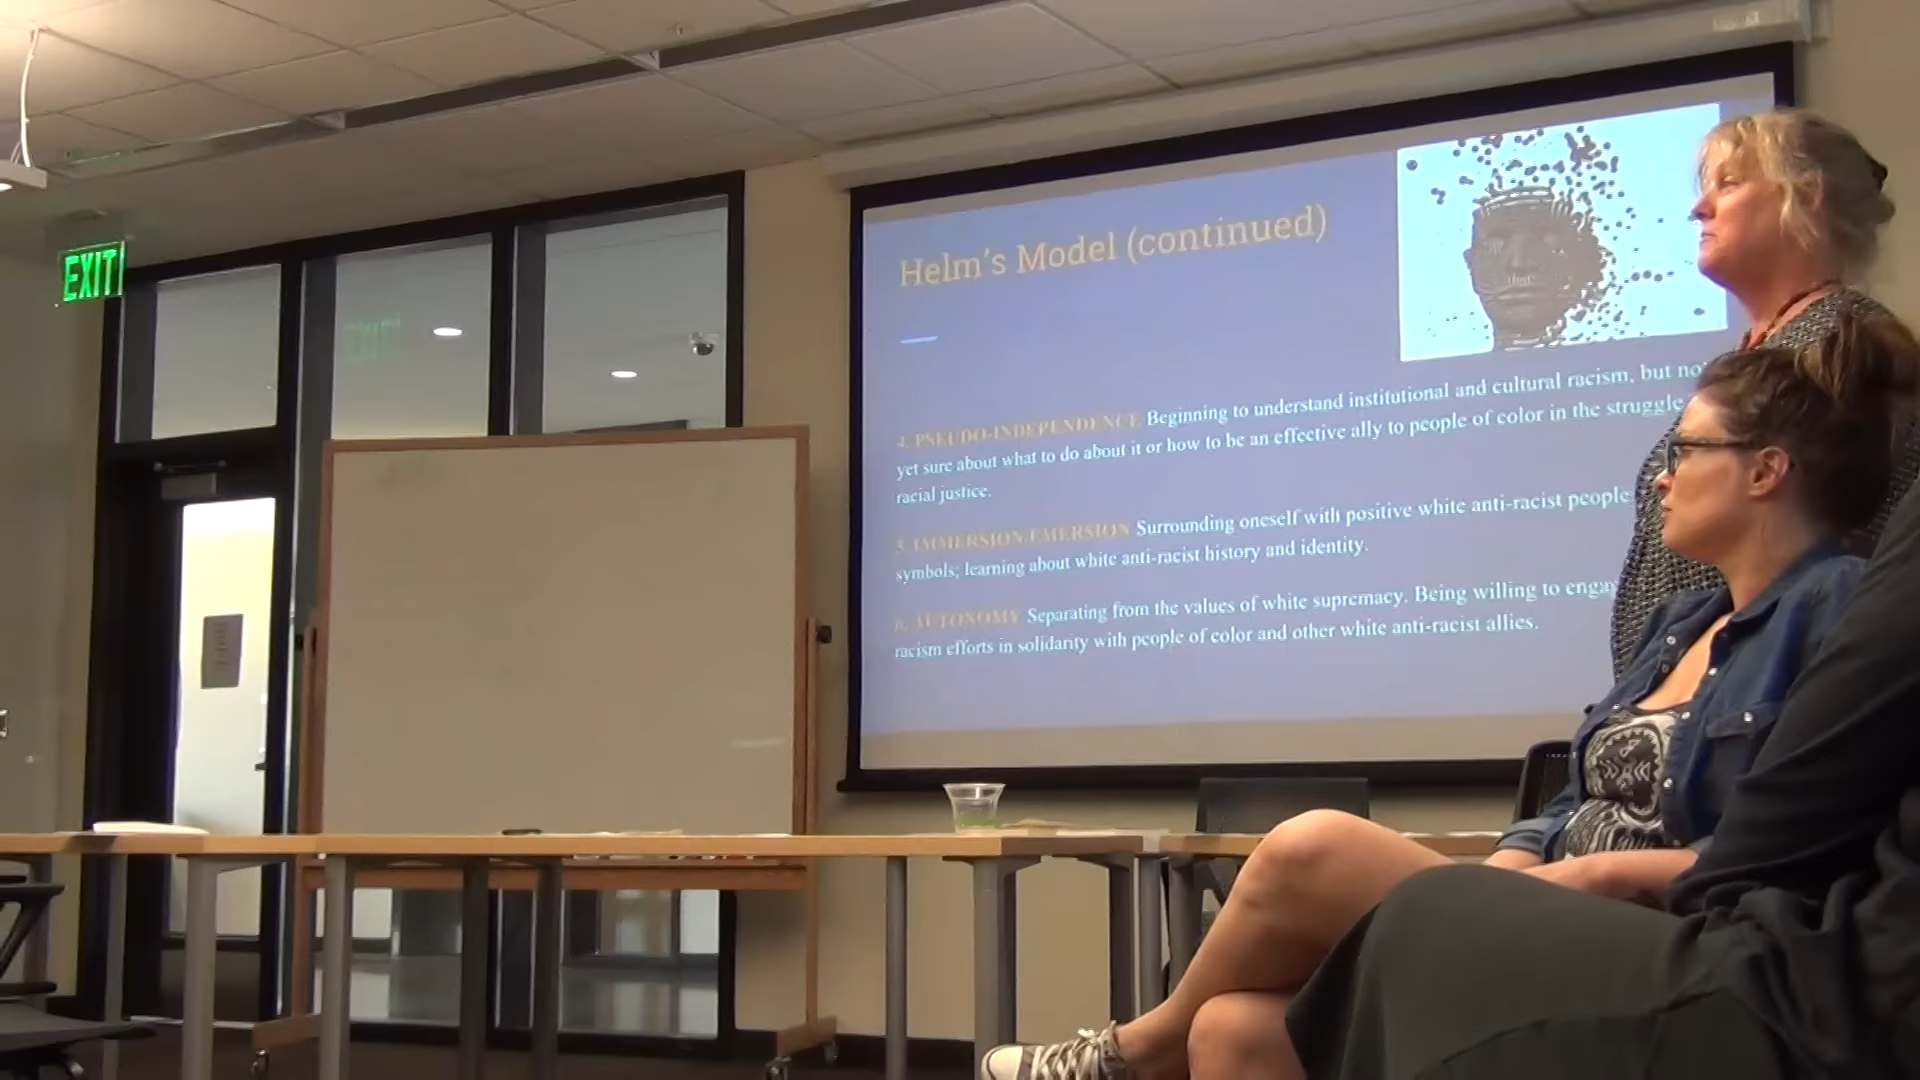 EXIT
Helm's Model (continued)
4. PSEUDO-INDEPENDENCE Beginning to understand institutional and cultural racism, but not
yet sure about what to do about it or how to be an effective ally to people of color in the struggle
racial justice.
5. IMMERSION/EMERSION Surrounding oneself with positive white anti-racist people
symbols; learning about white anti-racist history and identity.
6. AUTONOMY Separating from the values of white supremacy. Being willing to
racism efforts in solidarity with people of color and other white anti-racist allies.